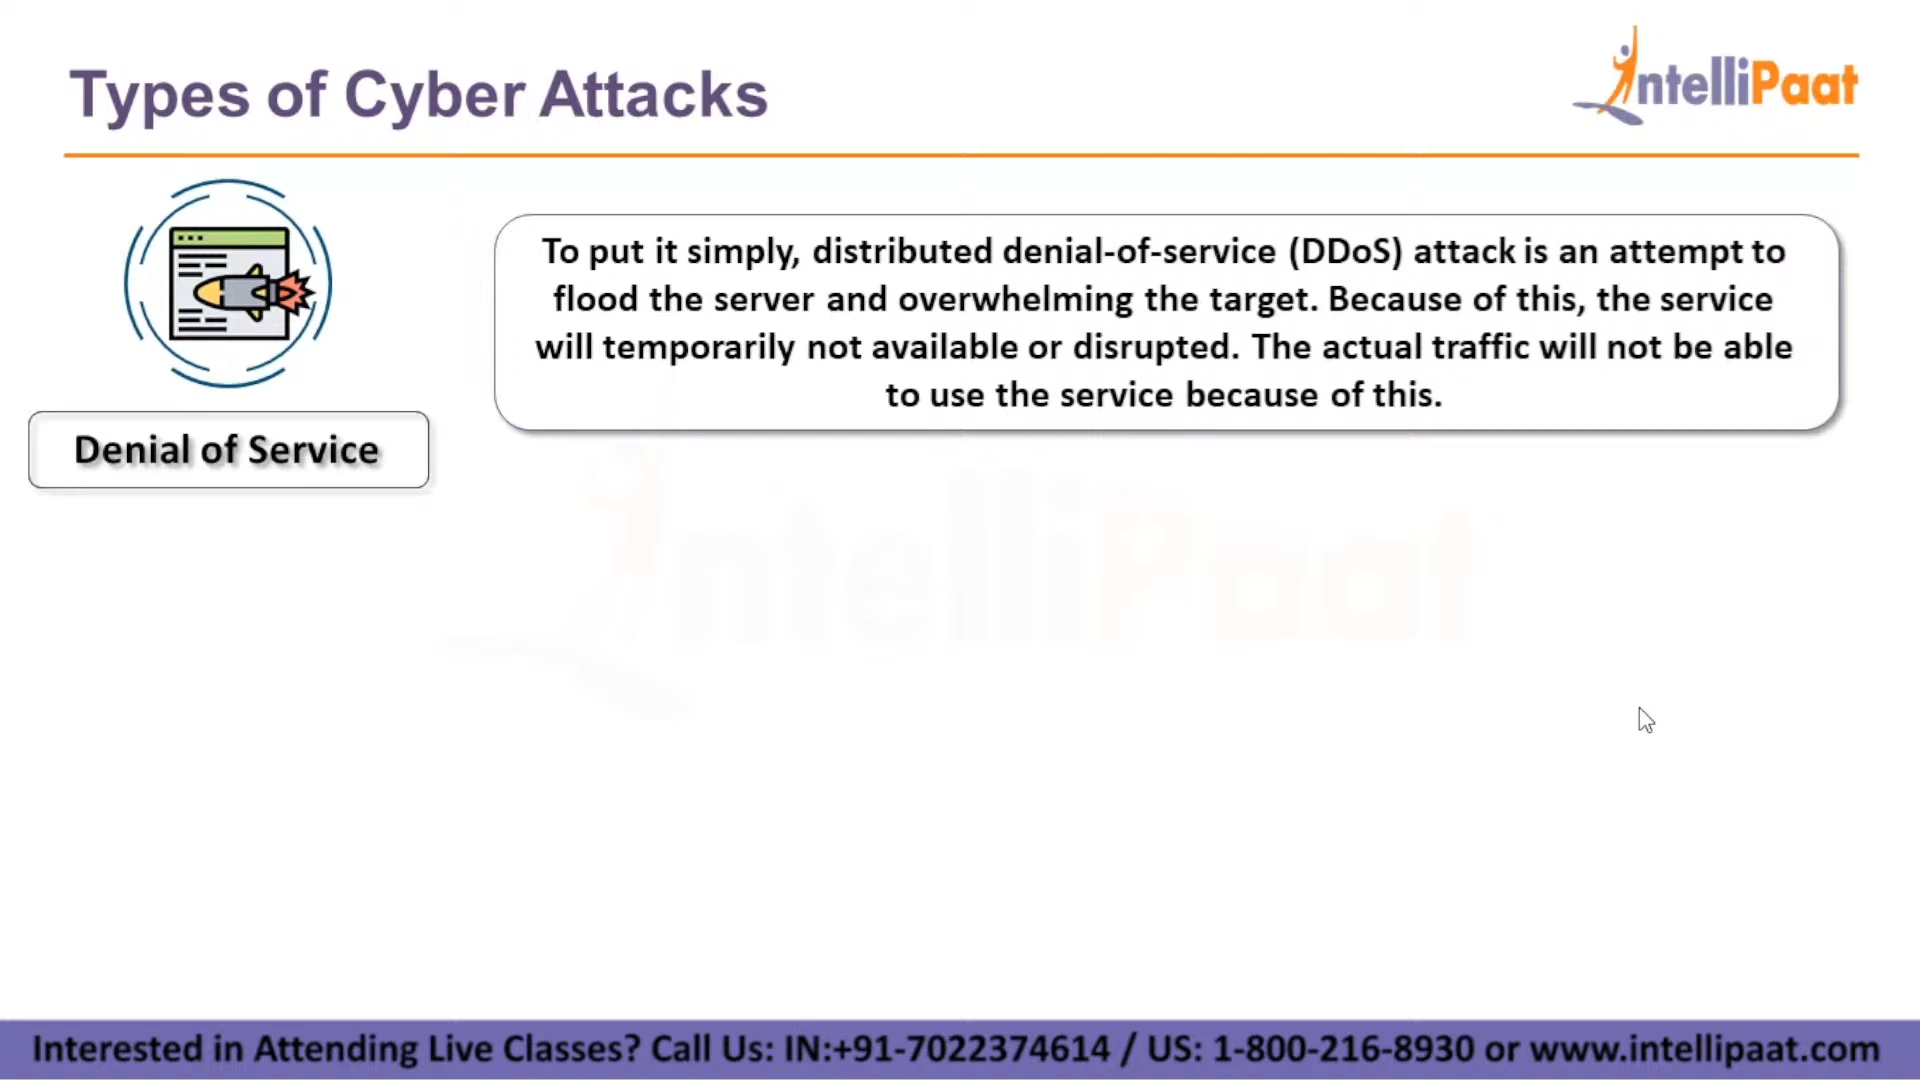 Types of Cyber Attacks
IntelliPaat
To put it simply, distributed denial-of-service (DDoS) attack is an attempt to
flood the server and overwhelming the target. Because of this, the service
will temporarily not available or disrupted. The actual traffic will not be able
to use the service because of this.
Denial of Service
IntelliPaat
Interested in Attending Live Classes? Call Us: IN:+91-7022374614 / US: 1-800-216-8930 or www.intellipaat.com